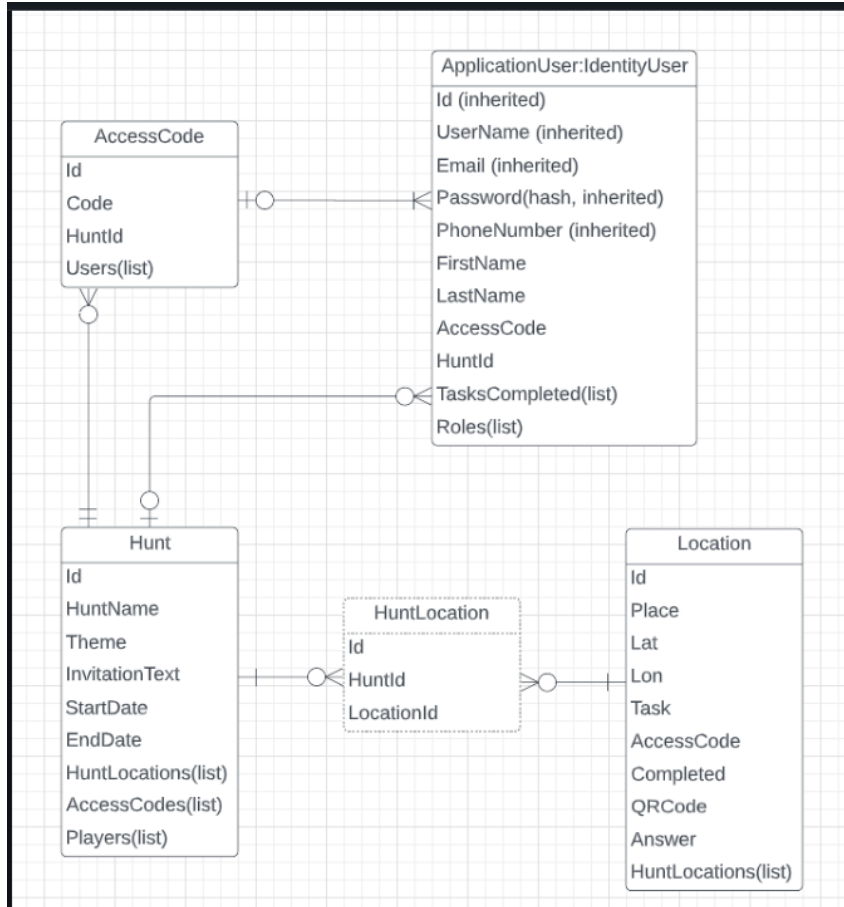 ApplicationUser:IdentityUser
Id (inherited)
UserName (inherited)
Email (inherited)
Password(hash, inherited)
PhoneNumber (inherited)
FirstName
LastName
AccessCode
HuntId
TasksCompleted(list)
Roles(list)
AccessCode
Id
Code
HuntId
Users(list)
Hunt
Id
HuntName
Theme
InvitationText
StartDate
EndDate
HuntLocations(list)
AccessCodes(list)
Players(list)
HuntLocation
Id
HuntId
LocationId
Location
Id
Place
Lat
Lon
Task
AccessCode
Completed
QRCode
Answer
HuntLocations(list)